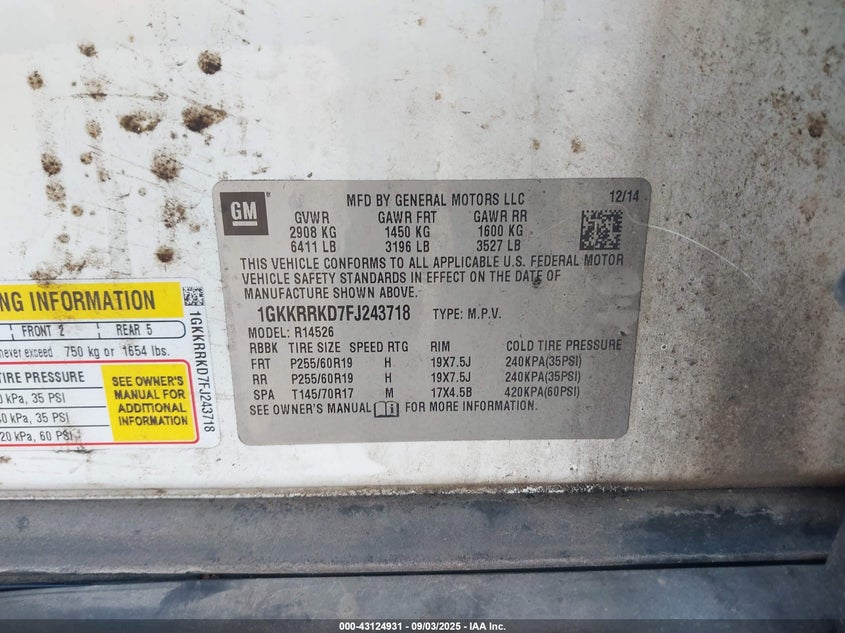 GM
MFD BY GENERAL MOTORS LLC 12/14
GVWR GAWR FRT GAWR RR
2908 KG 1450 KG 1600 KG
6411 LB 3196 LB 3527 LB
THIS VEHICLE CONFORMS TO ALL APPLICABLE U.S. FEDERAL MOTOR
VEHICLE SAFETY STANDARDS IN EFFECT ON THE DATE OF
MANUFACTURE SHOWN ABOVE.
1GKKRRKD7FJ243718 TYPE: M.P.V.
MODEL: R14526
RBBK TIRE SIZE SPEED RTG RIM COLD TIRE PRESSURE
FRT P255/60R19 H 19X7.5J 240KPA(35PSI)
RR P255/60R19 H 19X7.5J 240KPA(35PSI)
SPA T145/70R17 M 17X4.5B 420KPA(60PSI)
SEE OWNER'S MANUAL FOR MORE INFORMATION.
NG INFORMATION
FRONT 2 REAR 5
never exceed 750 kg or 1654 lbs.
TIRE PRESSURE
0 kPa, 35 PSI
40 kPa, 35 PSI
20 kPa, 60 PSI
SEE OWNER'S
MANUAL FOR
ADDITIONAL
INFORMATION
1GKKRRKD7FJ243718
000-43124931 - 09/03/2025 - IAA Inc.